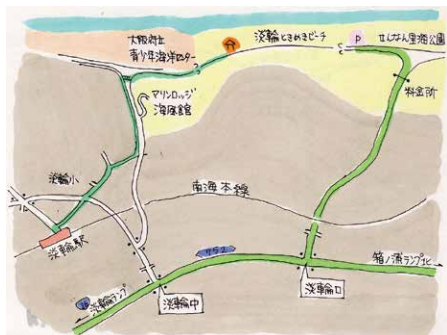 大阪府立
青少年海洋センター
淡輪ときめきビーチ
P
せんなん里海公園
マリンロッジ
海風館
料金所
淡輪小
南海本線
淡輪駅
淡輪ランプ
淡輪中
淡輪口
箱ノ浦ランプ北